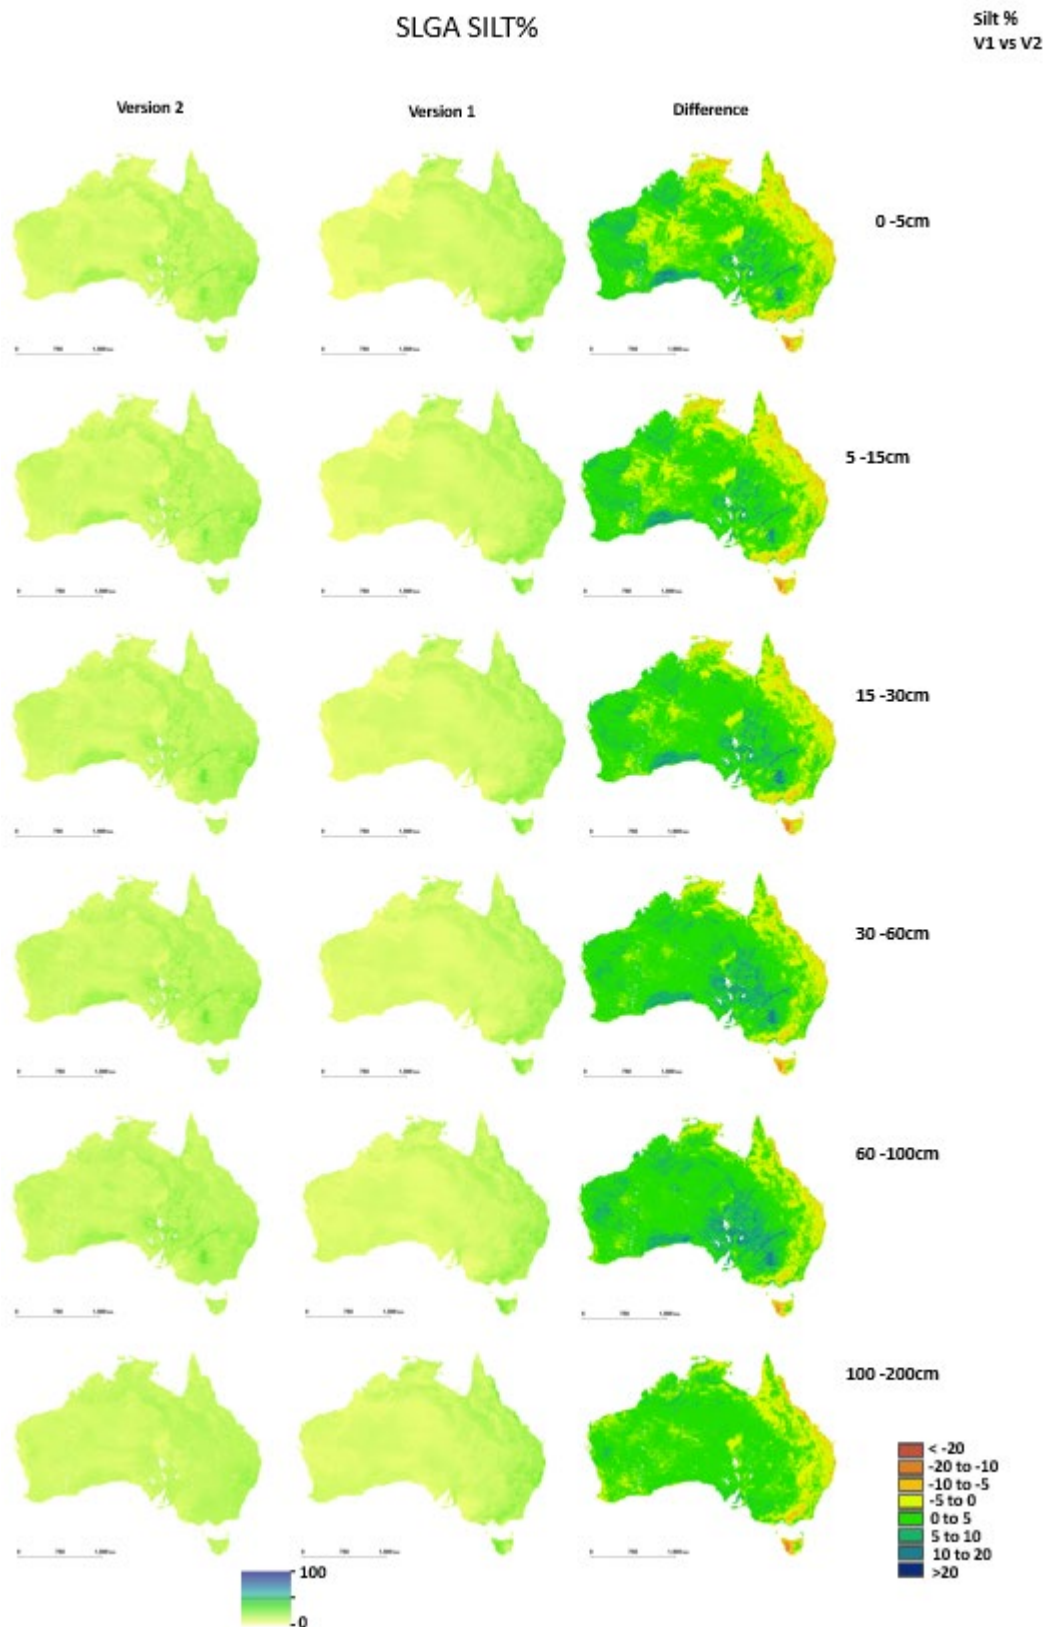 SLGA SILT%
Silt %
V1 vs V2
Version 2
Version 1
Difference
0 -5cm
5 -15cm
15 -30cm
30 -60cm
60 -100cm
100 -200cm
< -20
-20 to -10
-10 to -5
-5 to 0
0 to 5
5 to 10
10 to 20
>20
100
0